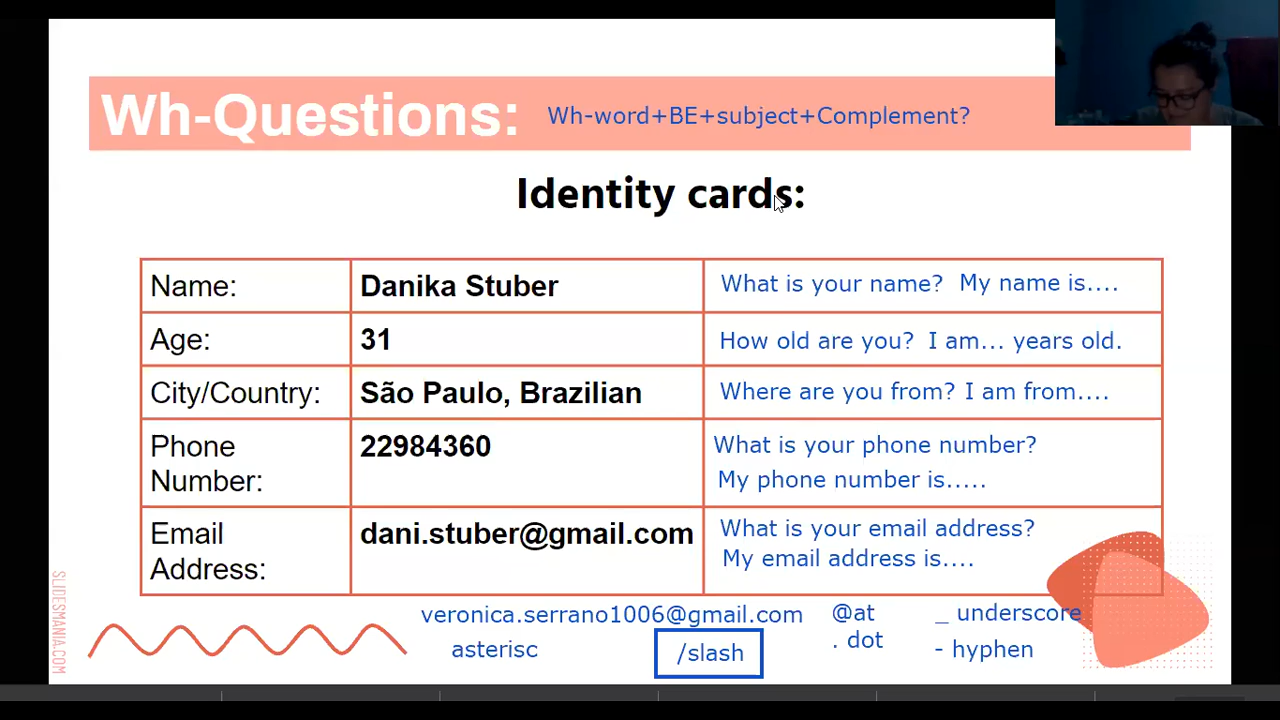 Wh-Questions: Wh-word+BE+subject+Complement?
Identity cards:
Name: Danika Stuber What is your name? My name is....
Age: 31 How old are you? I am... years old.
City/Country: São Paulo, Brazilian Where are you from? I am from....
Phone Number: 22984360 What is your phone number?
My phone number is.....
Email Address: dani.stuber@gmail.com What is your email address?
My email address is....
veronica.serrano1006@gmail.com @at _ underscore
asterisc /slash . dot - hyphen
SLIDESMANIA.COM